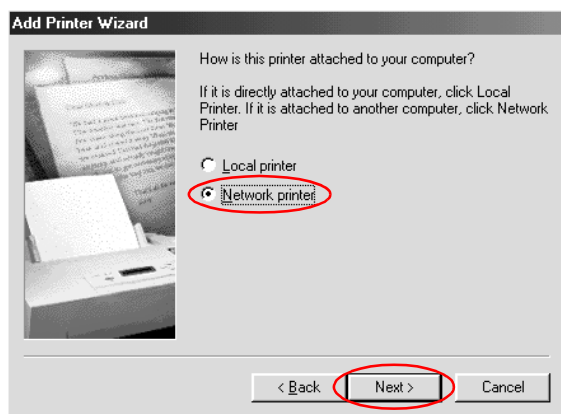 Add Printer Wizard
How is this printer attached to your computer?
If it is directly attached to your computer, click Local
Printer. If it is attached to another computer, click Network
Printer
Local printer
Network printer
< Back
Next >
Cancel